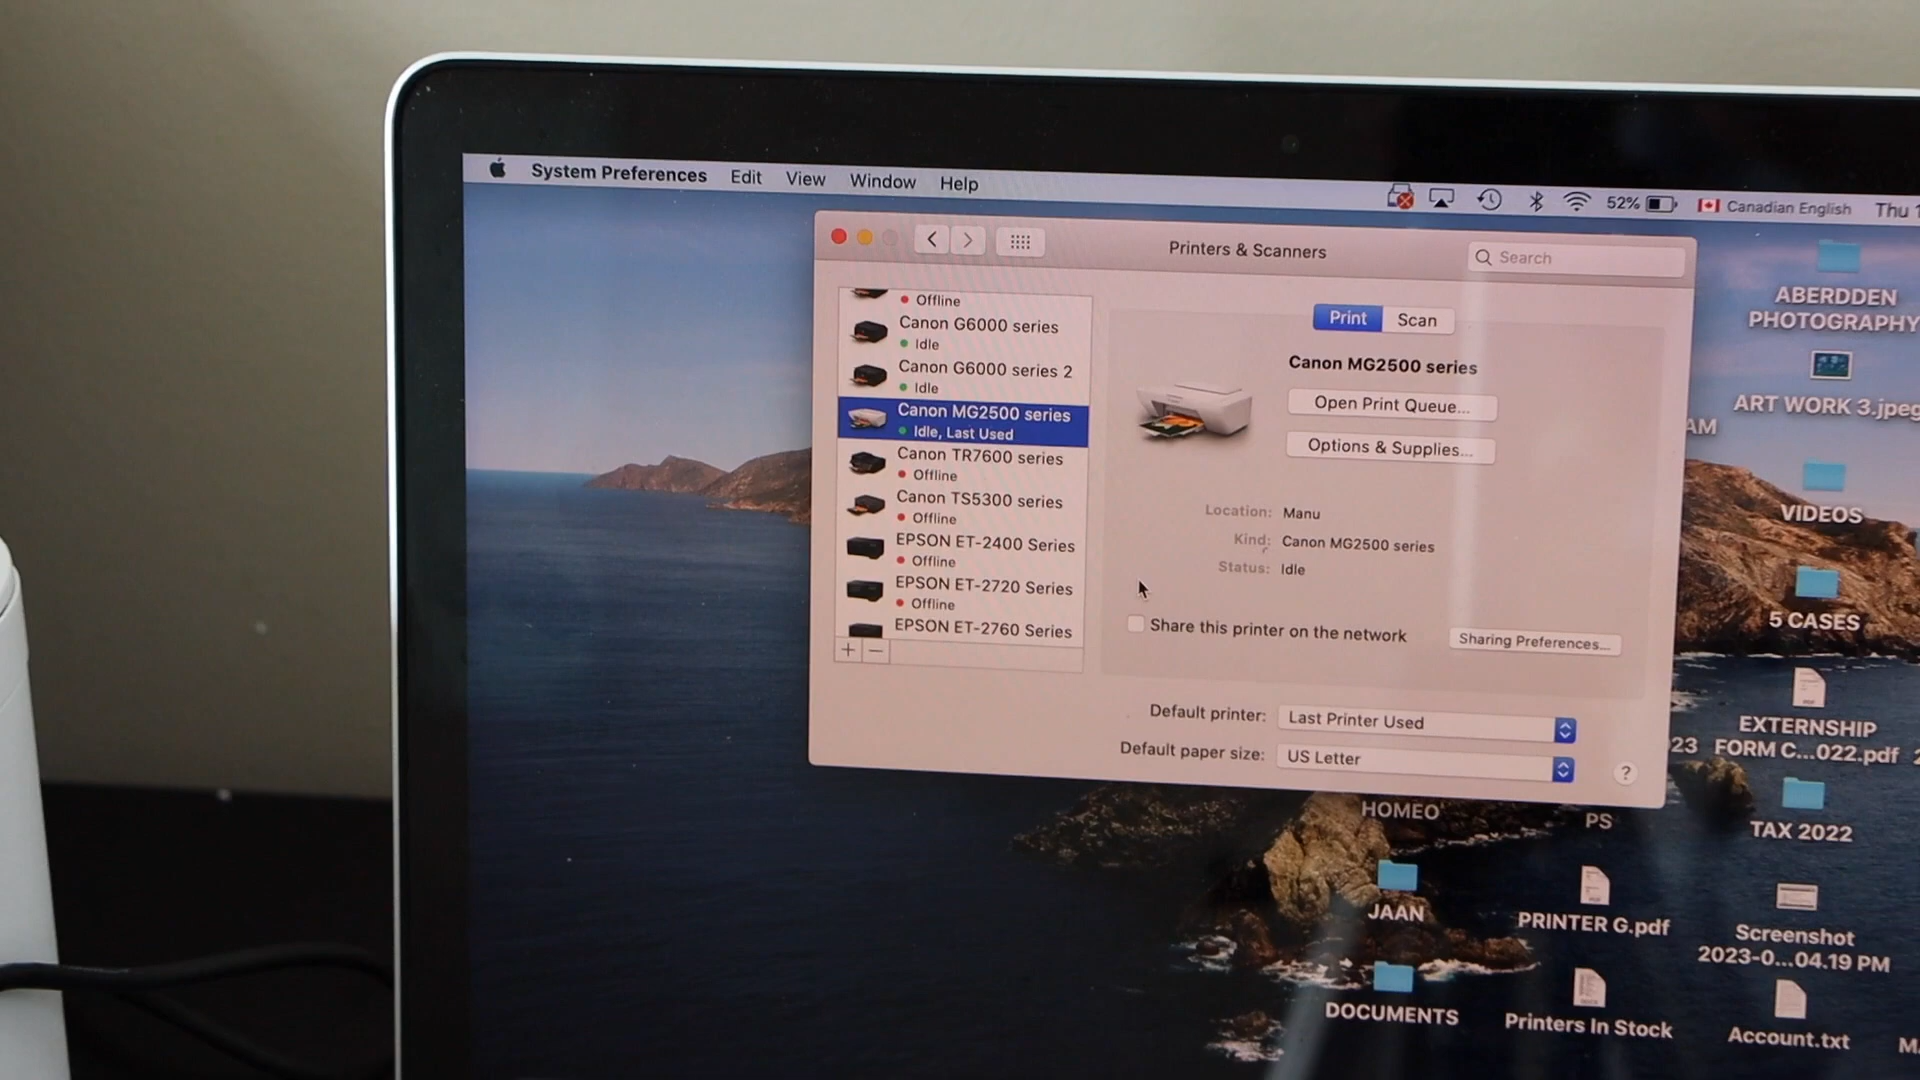 System Preferences Edit View Window Help
52% Canadian English Thu
Printers & Scanners
Search
Offline
Canon G6000 series
Idle
Canon G6000 series 2
Idle
Canon MG2500 series
Idle, Last Used
Canon TR7600 series
Offline
Canon TS5300 series
Offline
EPSON ET-2400 Series
Offline
EPSON ET-2720 Series
Offline
EPSON ET-2760 Series
+ −
Print Scan
Canon MG2500 series
Open Print Queue...
Options & Supplies...
Location: Manu
Kind: Canon MG2500 series
Status: Idle
Share this printer on the network
Sharing Preferences...
Default printer: Last Printer Used
Default paper size: US Letter
?
ABERDDEN
PHOTOGRAPHY
ART WORK 3.jpeg
AM
VIDEOS
5 CASES
EXTERNSHIP
23 FORM C...022.pdf
HOMEO
PS
TAX 2022
JAAN
PRINTER G.pdf
Screenshot
2023-0...04.19 PM
DOCUMENTS
Printers In Stock
Account.txt